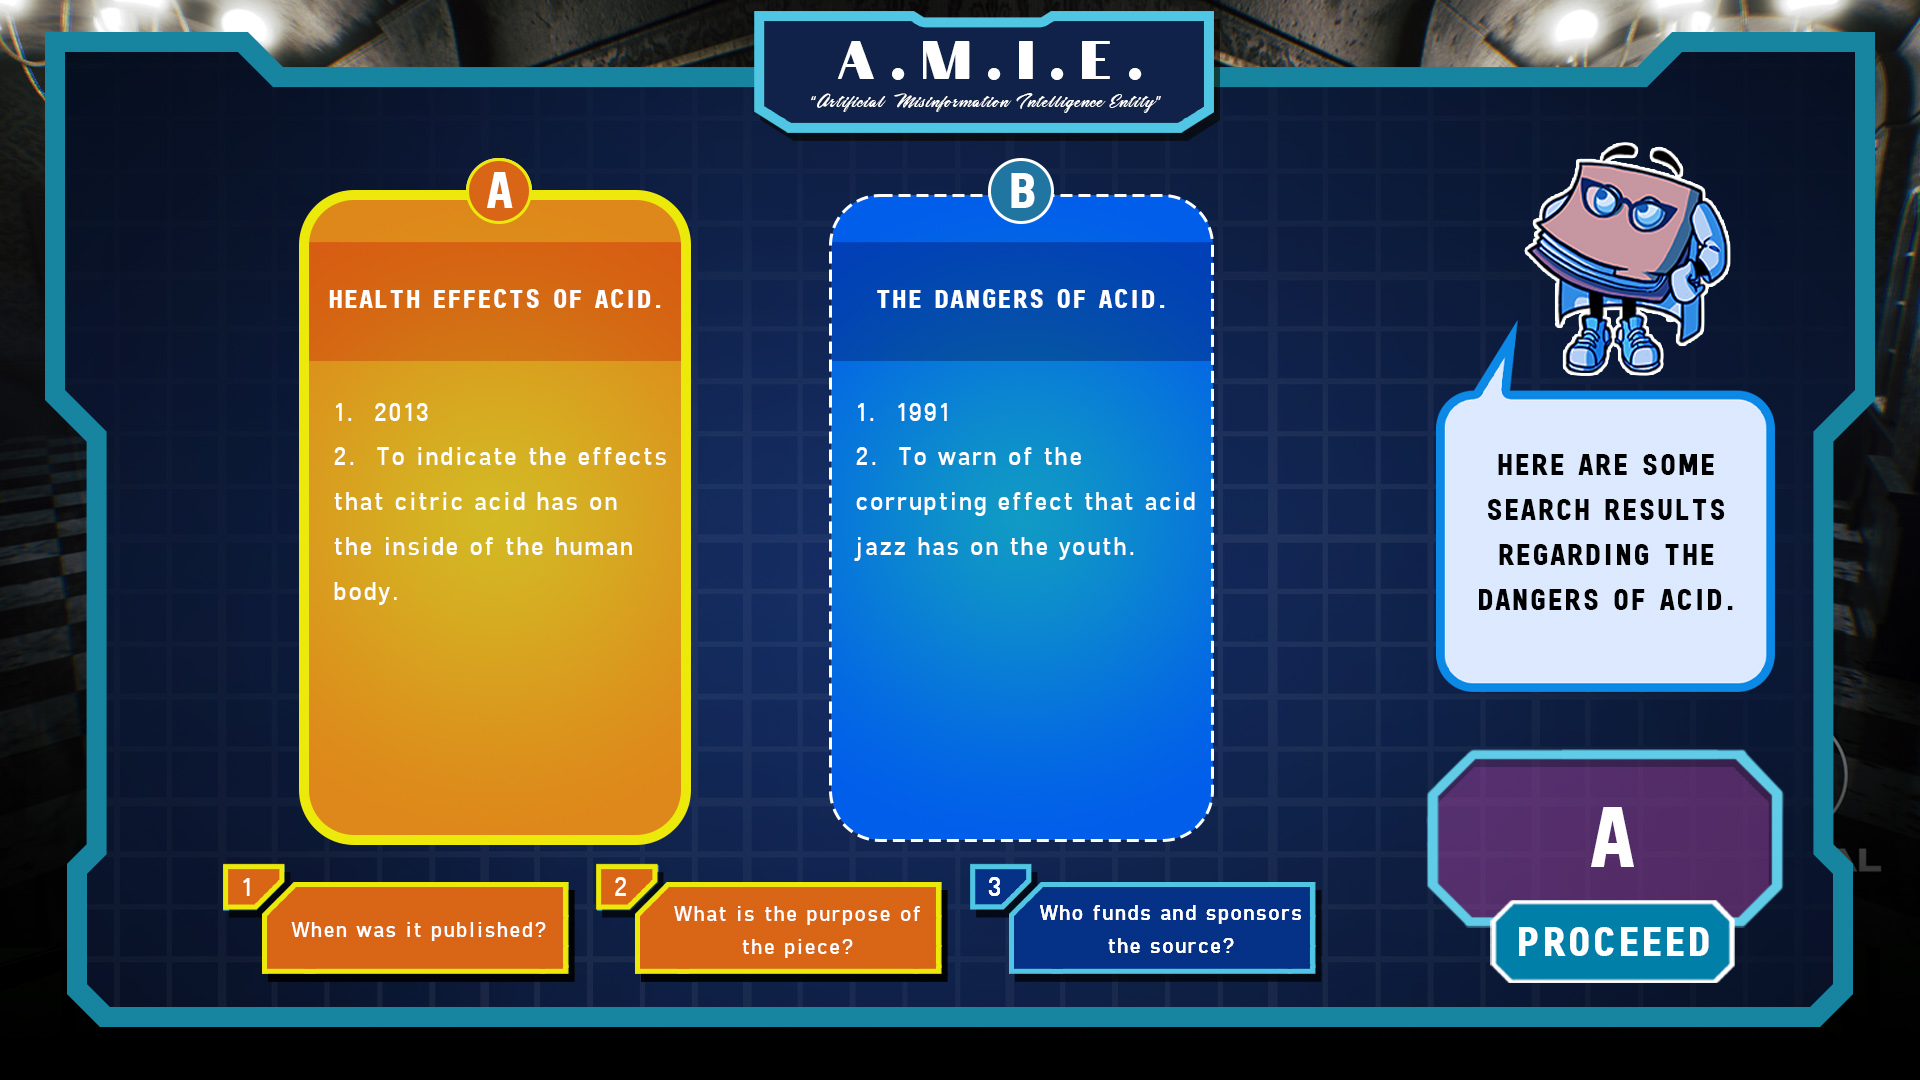 A.M.I.E.
"Artificial Misinformation Intelligence Entity"
A
HEALTH EFFECTS OF ACID.
1. 2013
2. To indicate the effects
that citric acid has on
the inside of the human
body.
B
THE DANGERS OF ACID.
1. 1991
2. To warn of the
corrupting effect that acid
jazz has on the youth.
HERE ARE SOME
SEARCH RESULTS
REGARDING THE
DANGERS OF ACID.
1
When was it published?
2
What is the purpose of
the piece?
3
Who funds and sponsors
the source?
A
PROCEEED